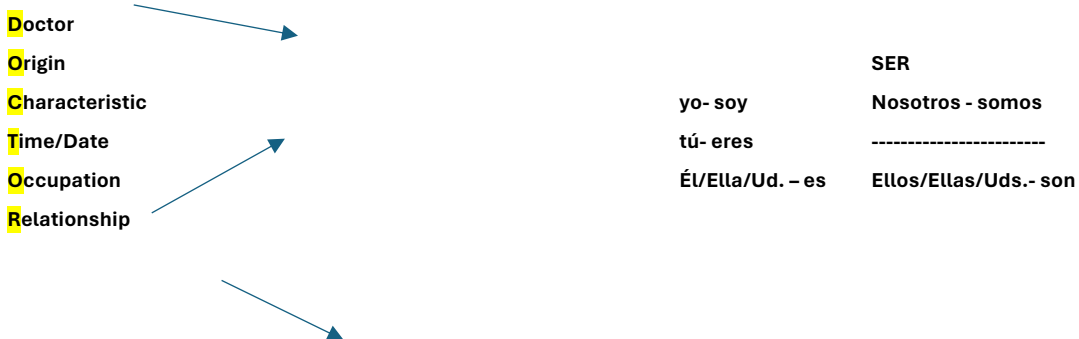 Doctor
Origin
SER
Characteristic
yo- soy
Nosotros - somos
Time/Date
tú- eres
------------------------
Occupation
Él/Ella/Ud. – es
Ellos/Ellas/Uds.- son
Relationship